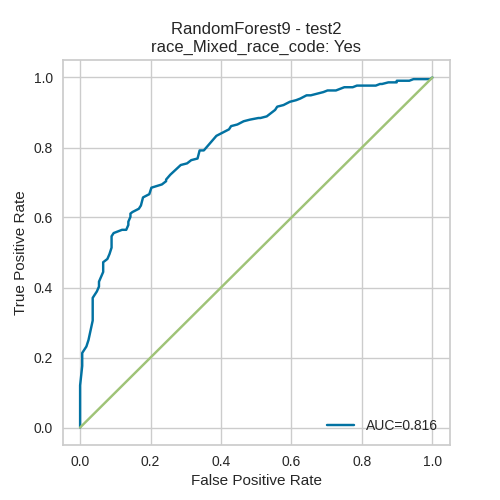 RandomForest9 - test2
race_Mixed_race_code: Yes
True Positive Rate
1.0
0.8
0.6
0.4
0.2
0.0
AUC=0.816
0.0 0.2 0.4 0.6 0.8 1.0
False Positive Rate